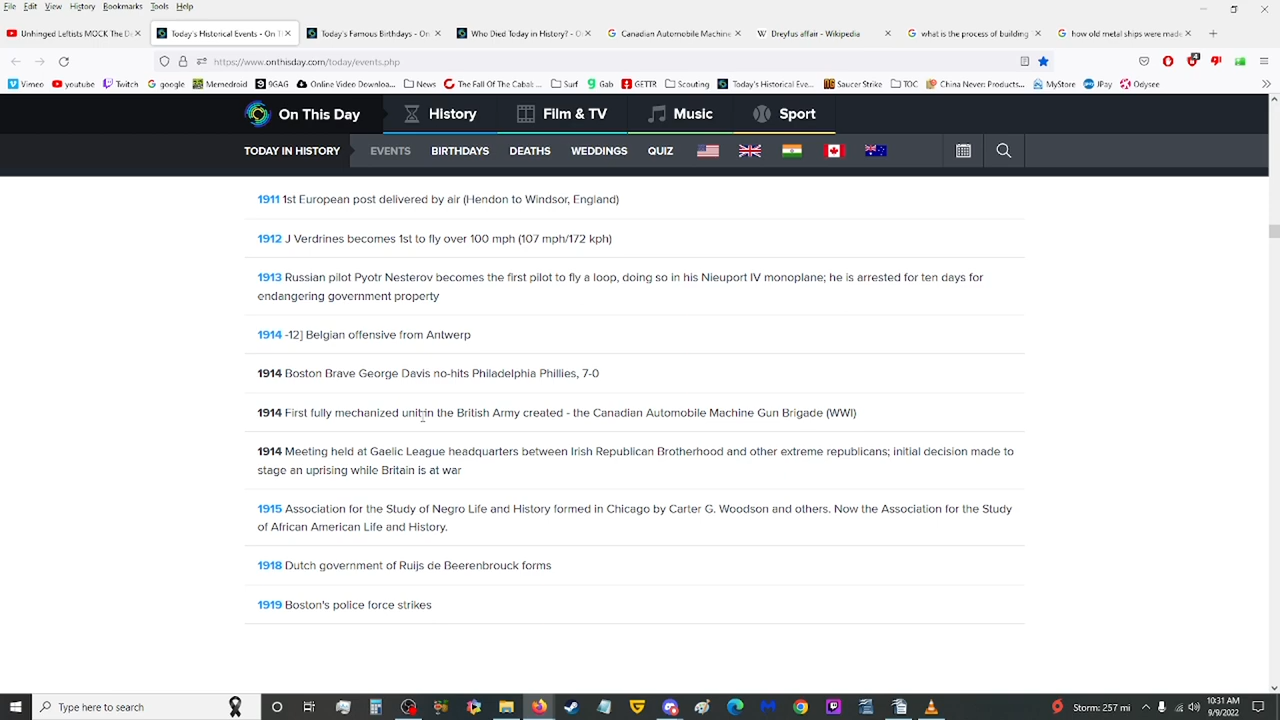 File Edit View History Bookmarks Tools Help
Unhinged Leftists MOCK The De
Today's Historical Events - On T
Today's Famous Birthdays - On
Who Died Today in History? - O
Canadian Automobile Machine
Dreyfus affair - Wikipedia
what is the process of building
how old metal ships were made
https://www.onthisday.com/today/events.php
4
Vimeo youtube Twitch google Memedroid 9GAG Online Video Downloa... News The Fall Of The Cabal... Surf Gab GETTR Scouting Today's Historical Eve... Saucer Strike TOC China Never: Products... MyStore JPay Odysee
On This Day History Film & TV Music Sport
TODAY IN HISTORY EVENTS BIRTHDAYS DEATHS WEDDINGS QUIZ
1911 1st European post delivered by air (Hendon to Windsor, England)
1912 J Verdrines becomes 1st to fly over 100 mph (107 mph/172 kph)
1913 Russian pilot Pyotr Nesterov becomes the first pilot to fly a loop, doing so in his Nieuport IV monoplane; he is arrested for ten days for
endangering government property
1914 -12] Belgian offensive from Antwerp
1914 Boston Brave George Davis no-hits Philadelphia Phillies, 7-0
1914 First fully mechanized unitin the British Army created - the Canadian Automobile Machine Gun Brigade (WWI)
1914 Meeting held at Gaelic League headquarters between Irish Republican Brotherhood and other extreme republicans; initial decision made to
stage an uprising while Britain is at war
1915 Association for the Study of Negro Life and History formed in Chicago by Carter G. Woodson and others. Now the Association for the Study
of African American Life and History.
1918 Dutch government of Ruijs de Beerenbrouck forms
1919 Boston's police force strikes
Type here to search
Storm: 257 mi
10:31 AM
9/9/2022